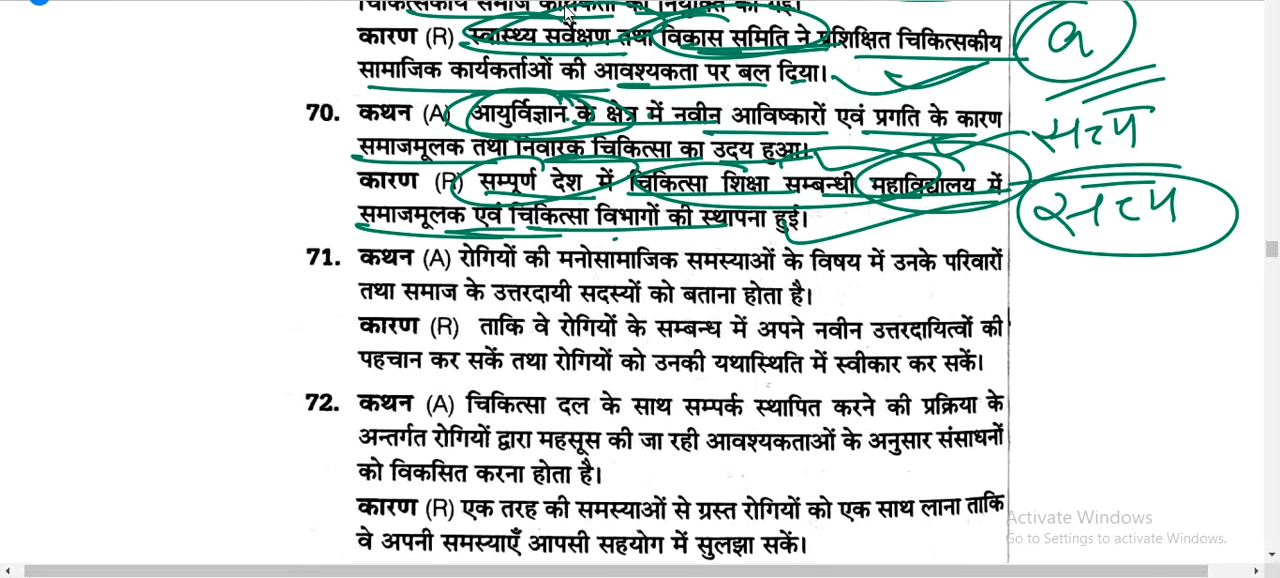 चिकित्सकीय समाज कार्यकर्ता की नियुक्ति की गई।
कारण (R) स्वास्थ्य सर्वेक्षण तथा विकास समिति ने प्रशिक्षित चिकित्सकीय
सामाजिक कार्यकर्ताओं की आवश्यकता पर बल दिया।
a
70. कथन (A) आयुर्विज्ञान के क्षेत्र में नवीन आविष्कारों एवं प्रगति के कारण
समाजमूलक तथा निवारक चिकित्सा का उदय हुआ।
सत्य
कारण (R) सम्पूर्ण देश में चिकित्सा शिक्षा सम्बन्धी महाविद्यालय में
समाजमूलक एवं चिकित्सा विभागों की स्थापना हुई।
सत्य
71. कथन (A) रोगियों की मनोसामाजिक समस्याओं के विषय में उनके परिवारों
तथा समाज के उत्तरदायी सदस्यों को बताना होता है।
कारण (R) ताकि वे रोगियों के सम्बन्ध में अपने नवीन उत्तरदायित्वों की
पहचान कर सकें तथा रोगियों को उनकी यथास्थिति में स्वीकार कर सकें।
72. कथन (A) चिकित्सा दल के साथ सम्पर्क स्थापित करने की प्रक्रिया के
अन्तर्गत रोगियों द्वारा महसूस की जा रही आवश्यकताओं के अनुसार संसाधनों
को विकसित करना होता है।
कारण (R) एक तरह की समस्याओं से ग्रस्त रोगियों को एक साथ लाना ताकि
वे अपनी समस्याएँ आपसी सहयोग में सुलझा सकें।
Activate Windows
Go to Settings to activate Windows.